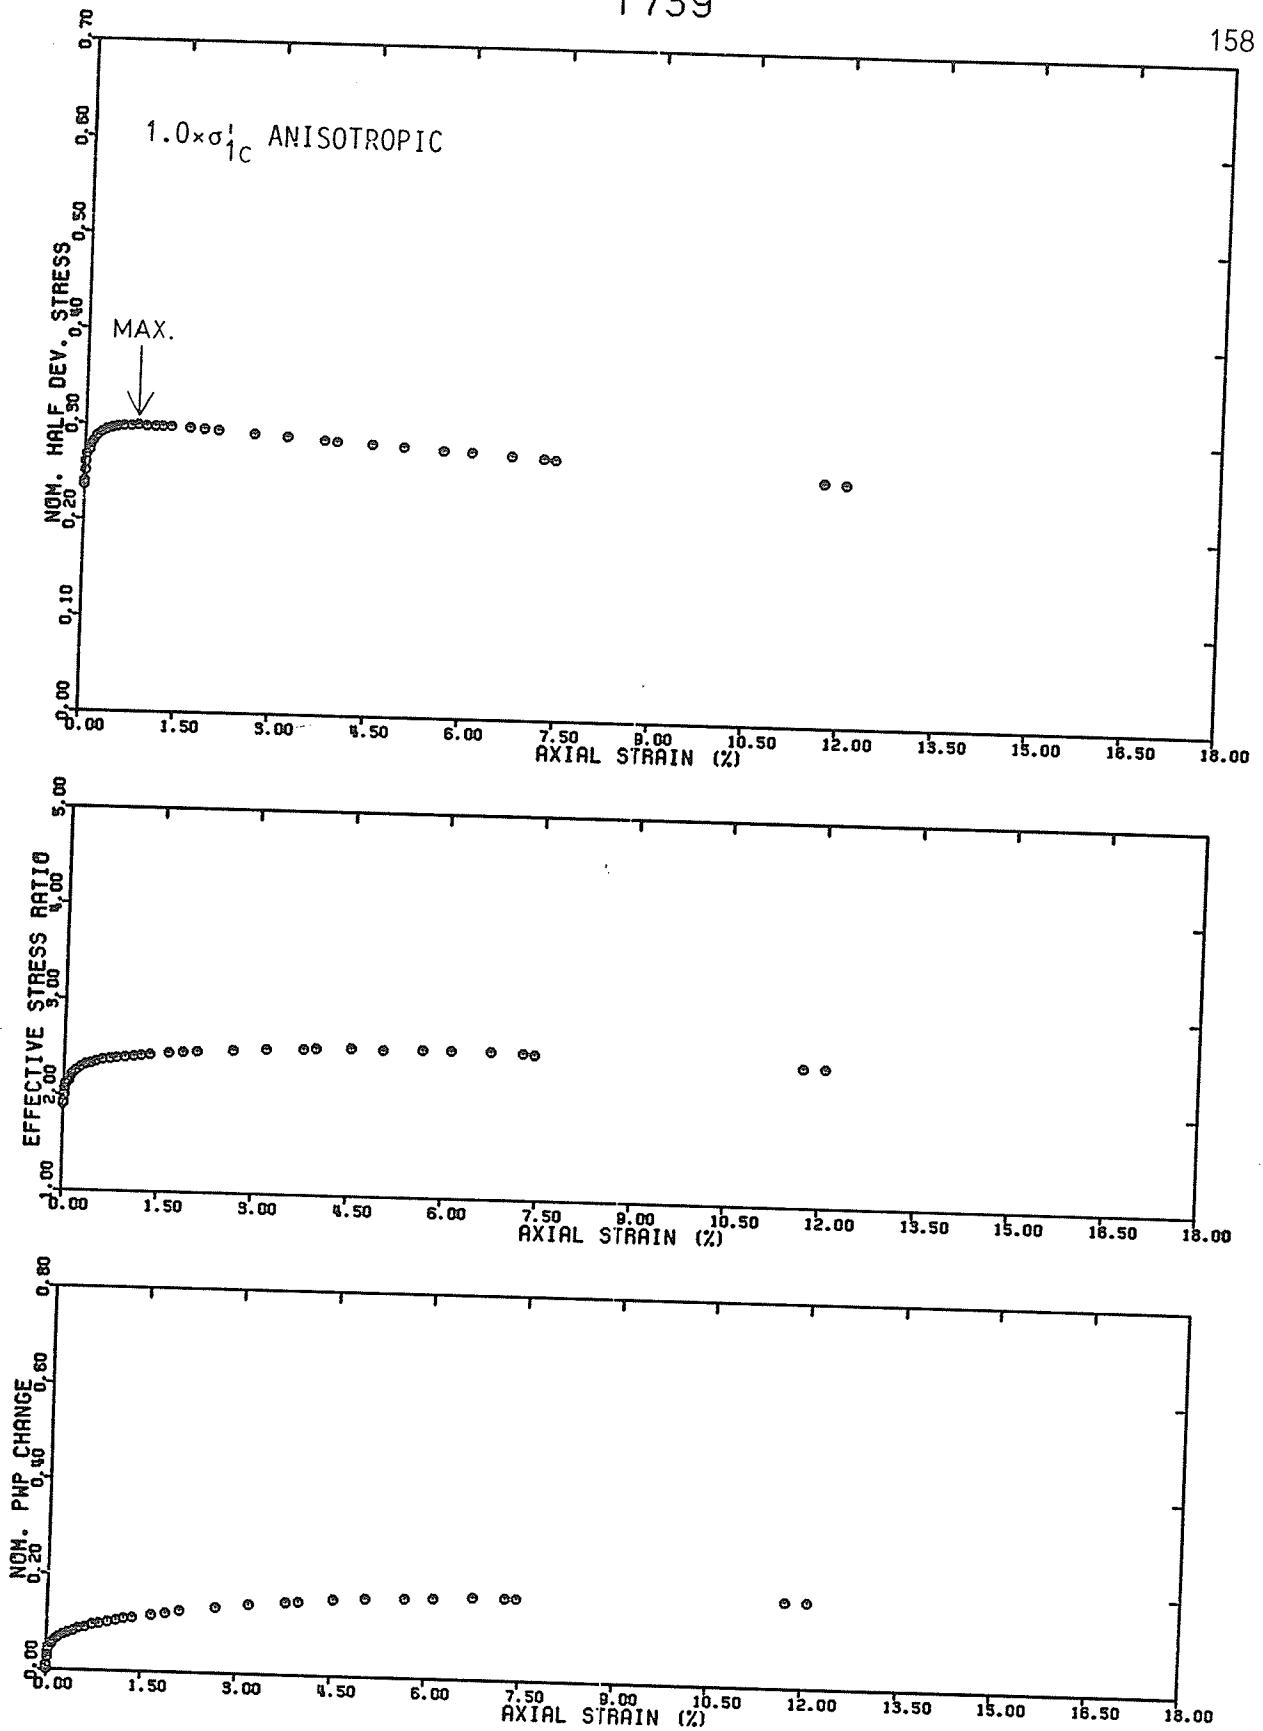 T739
158
1.0×σ'1C ANISOTROPIC
MAX.
NOM. HALF DEV. STRESS
0.00 0.10 0.20 0.30 0.40 0.50 0.60 0.70
0.00 1.50 3.00 4.50 6.00 7.50 9.00 10.50 12.00 13.50 15.00 16.50 18.00
AXIAL STRAIN (%)
EFFECTIVE STRESS RATIO
1.00 2.00 3.00 4.00 5.00
0.00 1.50 3.00 4.50 6.00 7.50 9.00 10.50 12.00 13.50 15.00 16.50 18.00
AXIAL STRAIN (%)
NOM. PWP CHANGE
0.00 0.20 0.40 0.60 0.80
0.00 1.50 3.00 4.50 6.00 7.50 9.00 10.50 12.00 13.50 15.00 16.50 18.00
AXIAL STRAIN (%)